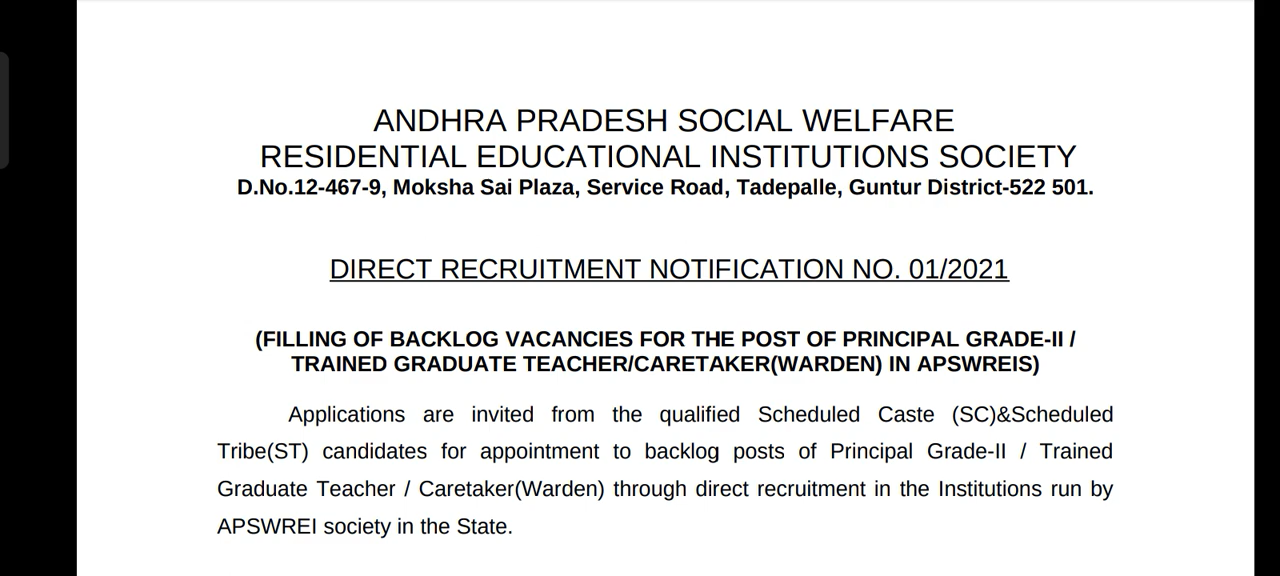 ANDHRA PRADESH SOCIAL WELFARE
RESIDENTIAL EDUCATIONAL INSTITUTIONS SOCIETY
D.No.12-467-9, Moksha Sai Plaza, Service Road, Tadepalle, Guntur District-522 501.
DIRECT RECRUITMENT NOTIFICATION NO. 01/2021
(FILLING OF BACKLOG VACANCIES FOR THE POST OF PRINCIPAL GRADE-II /
TRAINED GRADUATE TEACHER/CARETAKER(WARDEN) IN APSWREIS)
Applications are invited from the qualified Scheduled Caste (SC)&Scheduled
Tribe(ST) candidates for appointment to backlog posts of Principal Grade-II / Trained
Graduate Teacher / Caretaker(Warden) through direct recruitment in the Institutions run by
APSWREI society in the State.